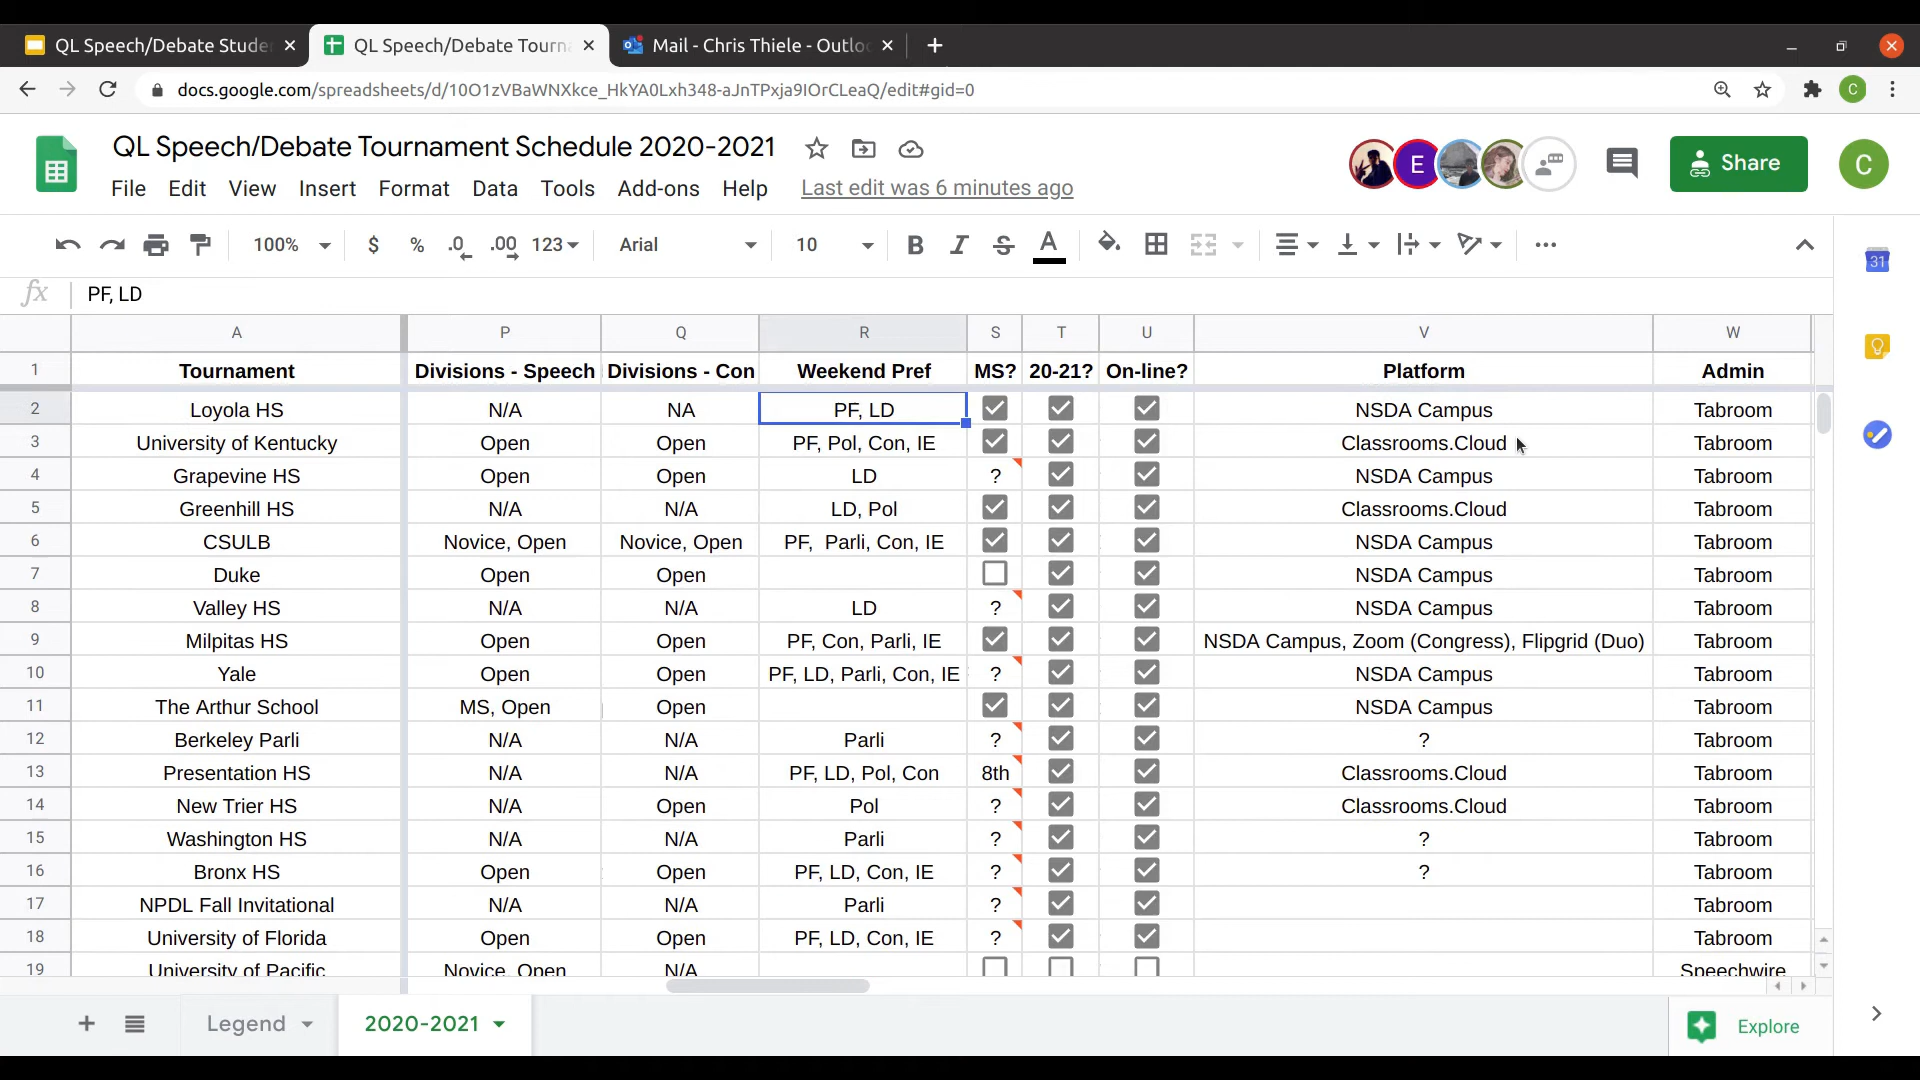 QL Speech/Debate Stude
QL Speech/Debate Tourna
Mail - Chris Thiele - Outlo
docs.google.com/spreadsheets/d/10O1zVBaWNXkce_HkYA0Lxh348-aJnTPxja9IOrCLeaQ/edit#gid=0
C
QL Speech/Debate Tournament Schedule 2020-2021
E
Share
C
File Edit View Insert Format Data Tools Add-ons Help Last edit was 6 minutes ago
100% $ % .0 .00 123 Arial 10 B I S A
31
fx PF, LD
A P Q R S T U V W
1 Tournament Divisions - Speech Divisions - Con Weekend Pref MS? 20-21? On-line? Platform Admin
2 Loyola HS N/A NA PF, LD NSDA Campus Tabroom
3 University of Kentucky Open Open PF, Pol, Con, IE Classrooms.Cloud Tabroom
4 Grapevine HS Open Open LD ? NSDA Campus Tabroom
5 Greenhill HS N/A N/A LD, Pol Classrooms.Cloud Tabroom
6 CSULB Novice, Open Novice, Open PF, Parli, Con, IE NSDA Campus Tabroom
7 Duke Open Open NSDA Campus Tabroom
8 Valley HS N/A N/A LD ? NSDA Campus Tabroom
9 Milpitas HS Open Open PF, Con, Parli, IE NSDA Campus, Zoom (Congress), Flipgrid (Duo) Tabroom
10 Yale Open Open PF, LD, Parli, Con, IE ? NSDA Campus Tabroom
11 The Arthur School MS, Open Open NSDA Campus Tabroom
12 Berkeley Parli N/A N/A Parli ? ? Tabroom
13 Presentation HS N/A N/A PF, LD, Pol, Con 8th Classrooms.Cloud Tabroom
14 New Trier HS N/A Open Pol ? Classrooms.Cloud Tabroom
15 Washington HS N/A N/A Parli ? ? Tabroom
16 Bronx HS Open Open PF, LD, Con, IE ? ? Tabroom
17 NPDL Fall Invitational N/A N/A Parli ? Tabroom
18 University of Florida Open Open PF, LD, Con, IE ? Tabroom
19 University of Pacific Novice, Open N/A Speechwire
Legend 2020-2021 Explore